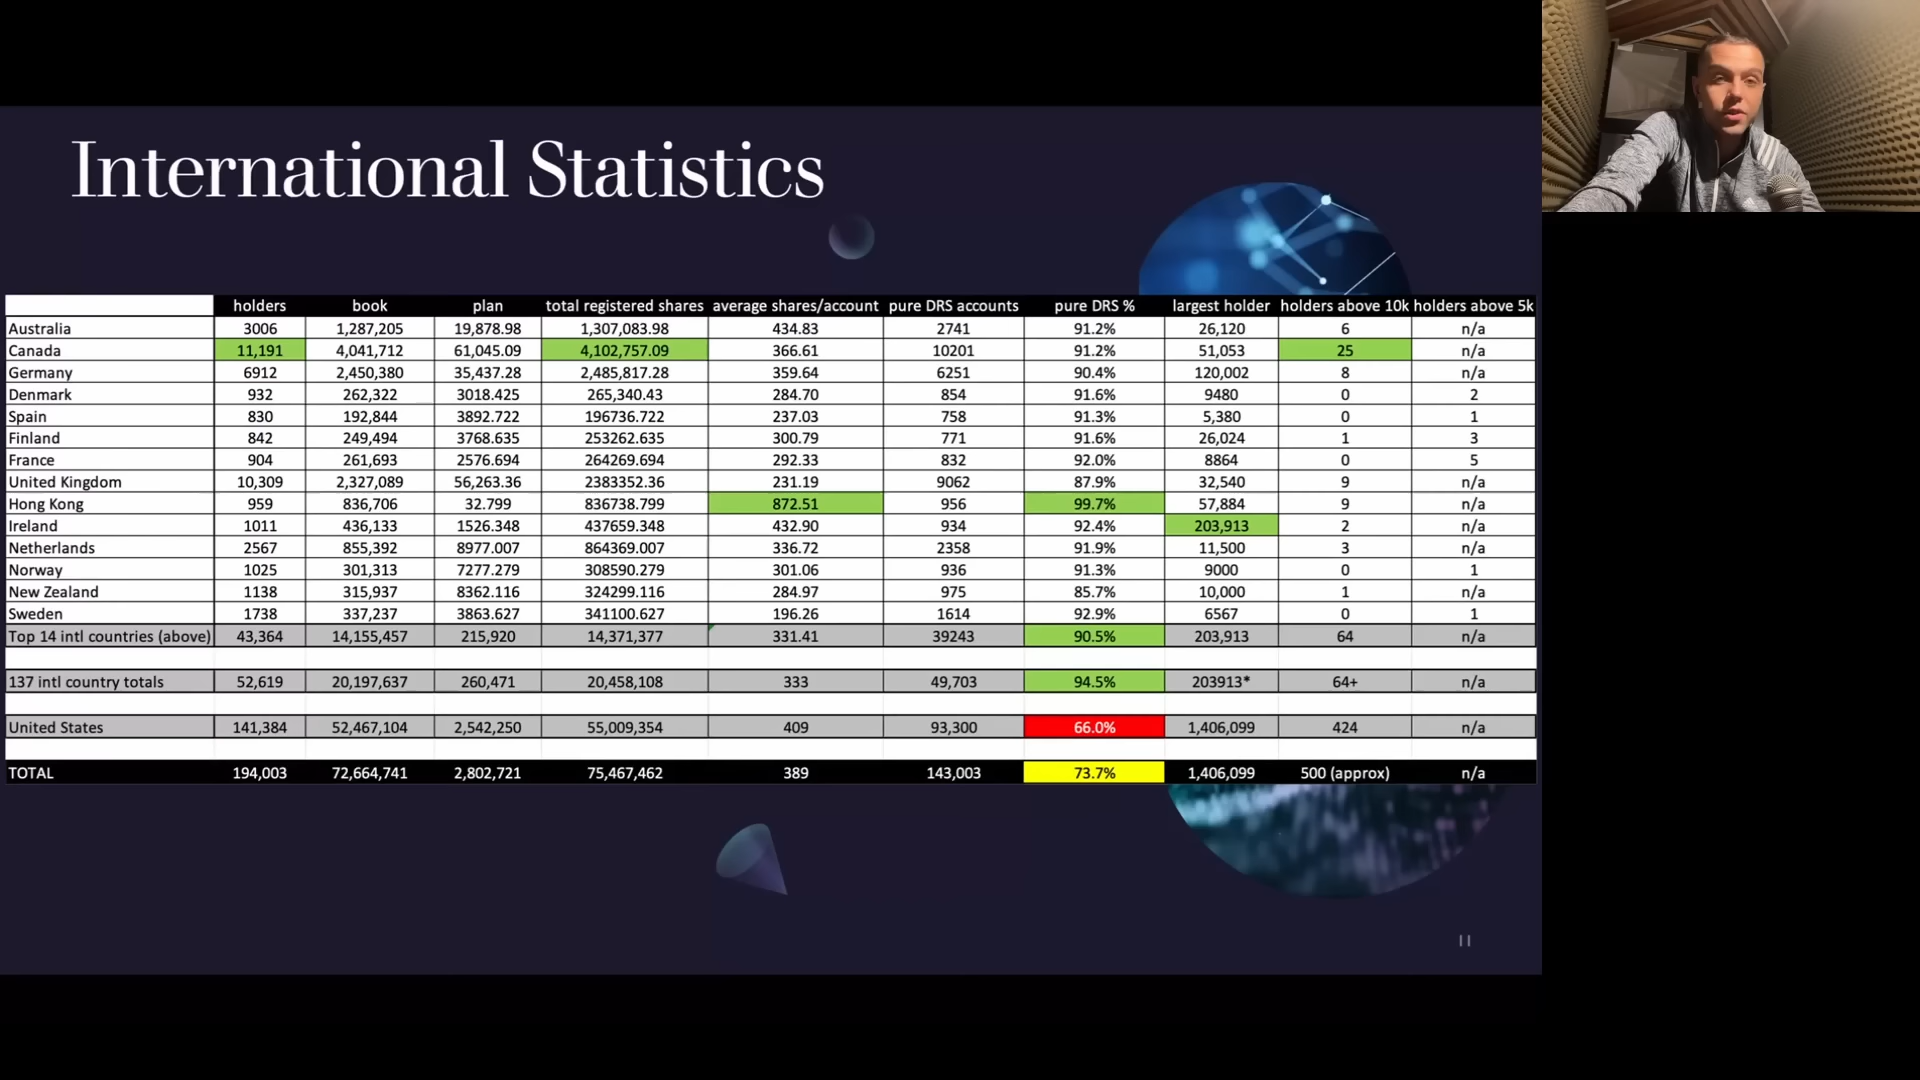 International Statistics
holders book plan total registered shares average shares/account pure DRS accounts pure DRS % largest holder holders above 10k holders above 5k
Australia 3006 1,287,205 19,878.98 1,307,083.98 434.83 2741 91.2% 26,120 6 n/a
Canada 11,191 4,041,712 61,045.09 4,102,757.09 366.61 10201 91.2% 51,053 25 n/a
Germany 6912 2,450,380 35,437.28 2,485,817.28 359.64 6251 90.4% 120,002 8 n/a
Denmark 932 262,322 3018.425 265,340.43 284.70 854 91.6% 9480 0 2
Spain 830 192,844 3892.722 196736.722 237.03 758 91.3% 5,380 0 1
Finland 842 249,494 3768.635 253262.635 300.79 771 91.6% 26,024 1 3
France 904 261,693 2576.694 264269.694 292.33 832 92.0% 8864 0 5
United Kingdom 10,309 2,327,089 56,263.36 2383352.36 231.19 9062 87.9% 32,540 9 n/a
Hong Kong 959 836,706 32.799 836738.799 872.51 956 99.7% 57,884 9 n/a
Ireland 1011 436,133 1526.348 437659.348 432.90 934 92.4% 203,913 2 n/a
Netherlands 2567 855,392 8977.007 864369.007 336.72 2358 91.9% 11,500 3 n/a
Norway 1025 301,313 7277.279 308590.279 301.06 936 91.3% 9000 0 1
New Zealand 1138 315,937 8362.116 324299.116 284.97 975 85.7% 10,000 1 n/a
Sweden 1738 337,237 3863.627 341100.627 196.26 1614 92.9% 6567 0 1
Top 14 intl countries (above) 43,364 14,155,457 215,920 14,371,377 331.41 39243 90.5% 203,913 64 n/a
137 intl country totals 52,619 20,197,637 260,471 20,458,108 333 49,703 94.5% 203913* 64+ n/a
United States 141,384 52,467,104 2,542,250 55,009,354 409 93,300 66.0% 1,406,099 424 n/a
TOTAL 194,003 72,664,741 2,802,721 75,467,462 389 143,003 73.7% 1,406,099 500 (approx) n/a
11